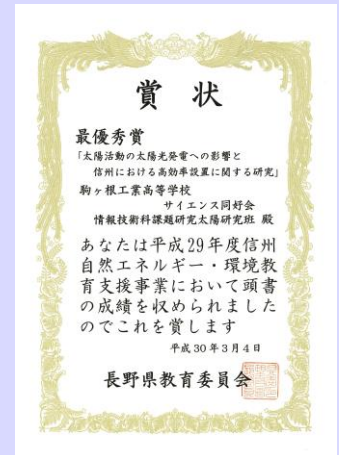 賞状
最優秀賞
「太陽活動の太陽光発電への影響と
信州における高効率設置に関する研究」
駒ヶ根工業高等学校
サイエンス同好会
情報技術科課題研究太陽研究班 殿
あなたは平成29年度信州
自然エネルギー・環境教
育支援事業において頭書
の成績を収められました
のでこれを賞します
平成30年3月4日
長野県教育委員会